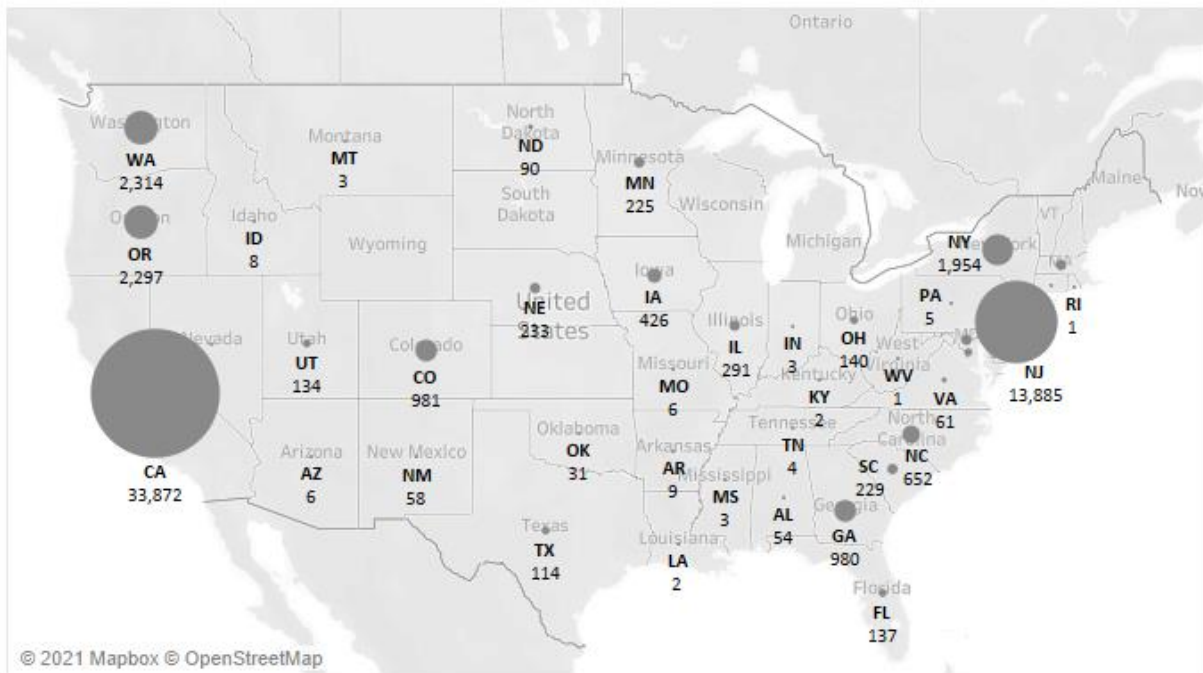 Ontario
Washington
WA
2,314
Montana
MT
3
North
Dakota
ND
90
Minnesota
MN
225
Maine
VT
Oregon
OR
2,297
Idaho
ID
8
South
Dakota
Wisconsin
Michigan
Wyoming
NY
New York
1,954
MA
United
States
NE
233
Iowa
IA
426
PA
5
RI
1
NJ
13,885
Nevada
Utah
UT
134
Colorado
CO
981
Illinois
IL
291
IN
3
Ohio
OH
140
West
Virginia
WV
1
VA
61
Missouri
MO
6
Kentucky
KY
2
CA
33,872
Arizona
AZ
6
New Mexico
NM
58
Oklahoma
OK
31
Arkansas
AR
9
Tennessee
TN
4
North
Carolina
NC
652
SC
229
Mississippi
MS
3
AL
54
Georgia
GA
980
Texas
TX
114
Louisiana
LA
2
Florida
FL
137
© 2021 Mapbox © OpenStreetMap